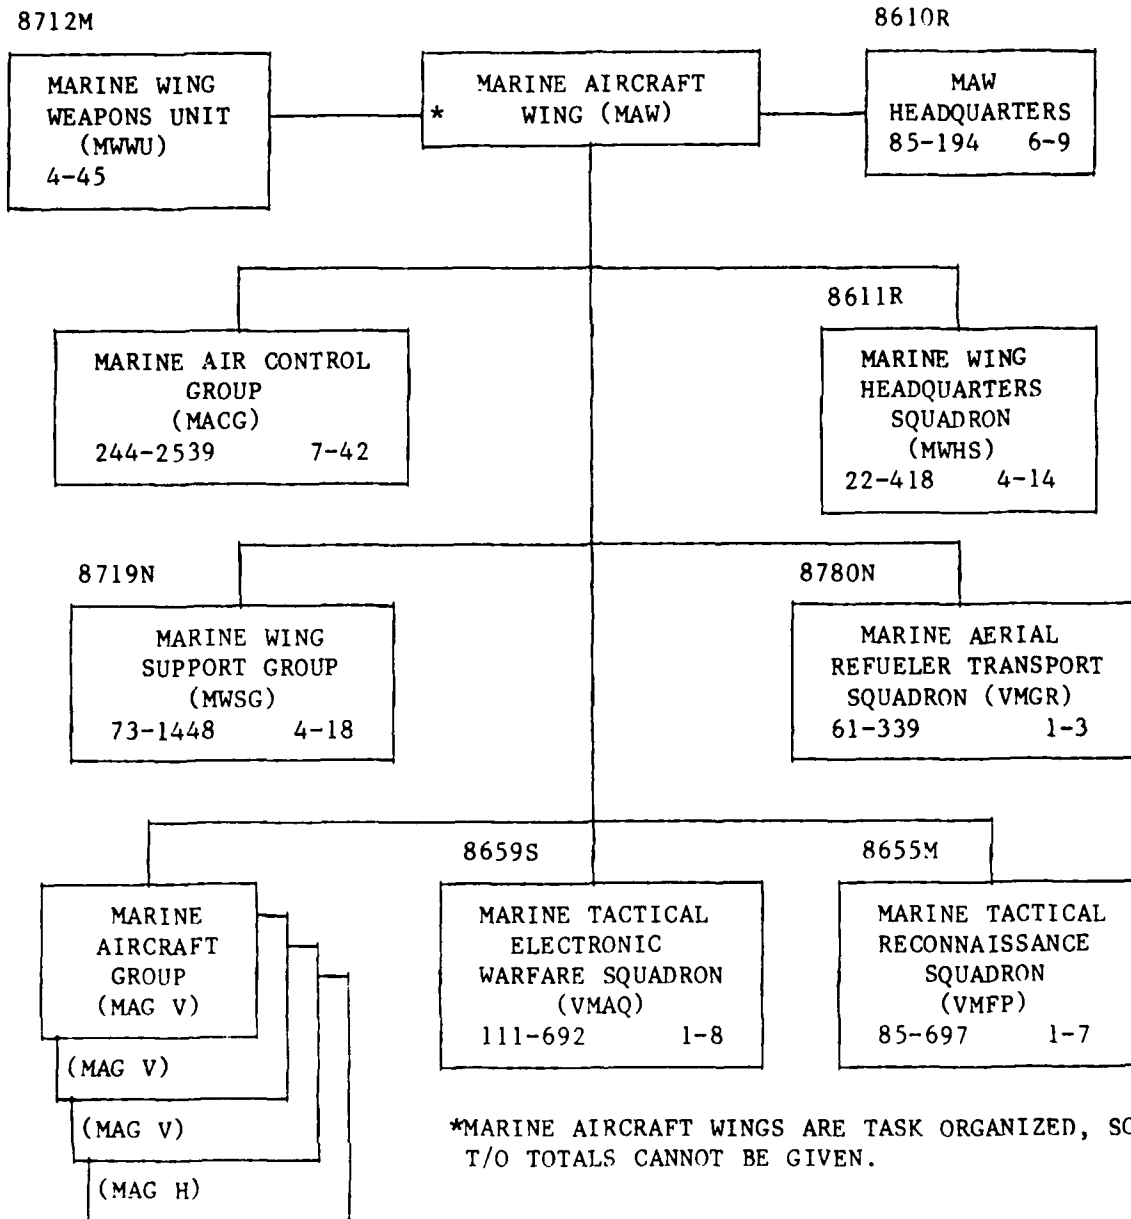 8712M
MARINE WING
WEAPONS UNIT
(MWWU)
4-45
*
MARINE AIRCRAFT
WING (MAW)
8610R
MAW
HEADQUARTERS
85-194 6-9
MARINE AIR CONTROL
GROUP
(MACG)
244-2539 7-42
8611R
MARINE WING
HEADQUARTERS
SQUADRON
(MWHS)
22-418 4-14
8719N
MARINE WING
SUPPORT GROUP
(MWSG)
73-1448 4-18
8780N
MARINE AERIAL
REFUELER TRANSPORT
SQUADRON (VMGR)
61-339 1-3
MARINE
AIRCRAFT
GROUP
(MAG V)
(MAG V)
(MAG V)
(MAG H)
8659S
MARINE TACTICAL
ELECTRONIC
WARFARE SQUADRON
(VMAQ)
111-692 1-8
8655M
MARINE TACTICAL
RECONNAISSANCE
SQUADRON
(VMFP)
85-697 1-7
*MARINE AIRCRAFT WINGS ARE TASK ORGANIZED, SO
T/O TOTALS CANNOT BE GIVEN.